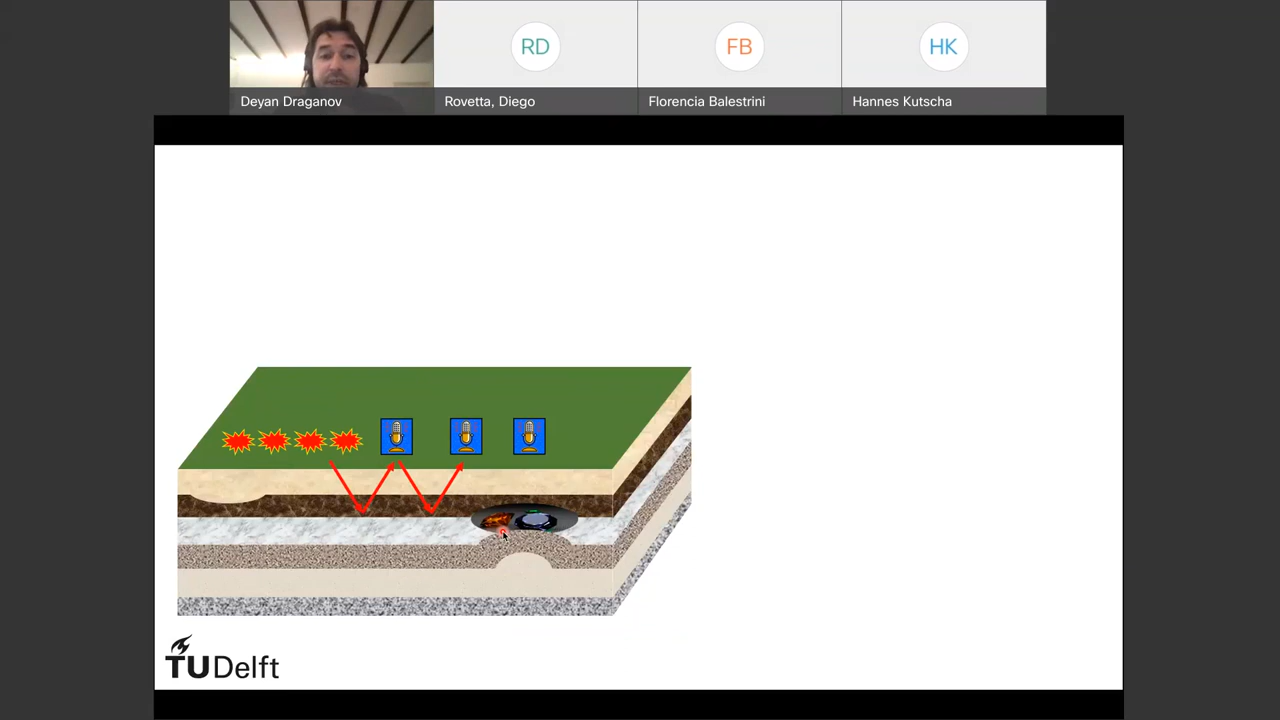 RD
FB
HK
Deyan Draganov
Rovetta, Diego
Florencia Balestrini
Hannes Kutscha
TUDelft